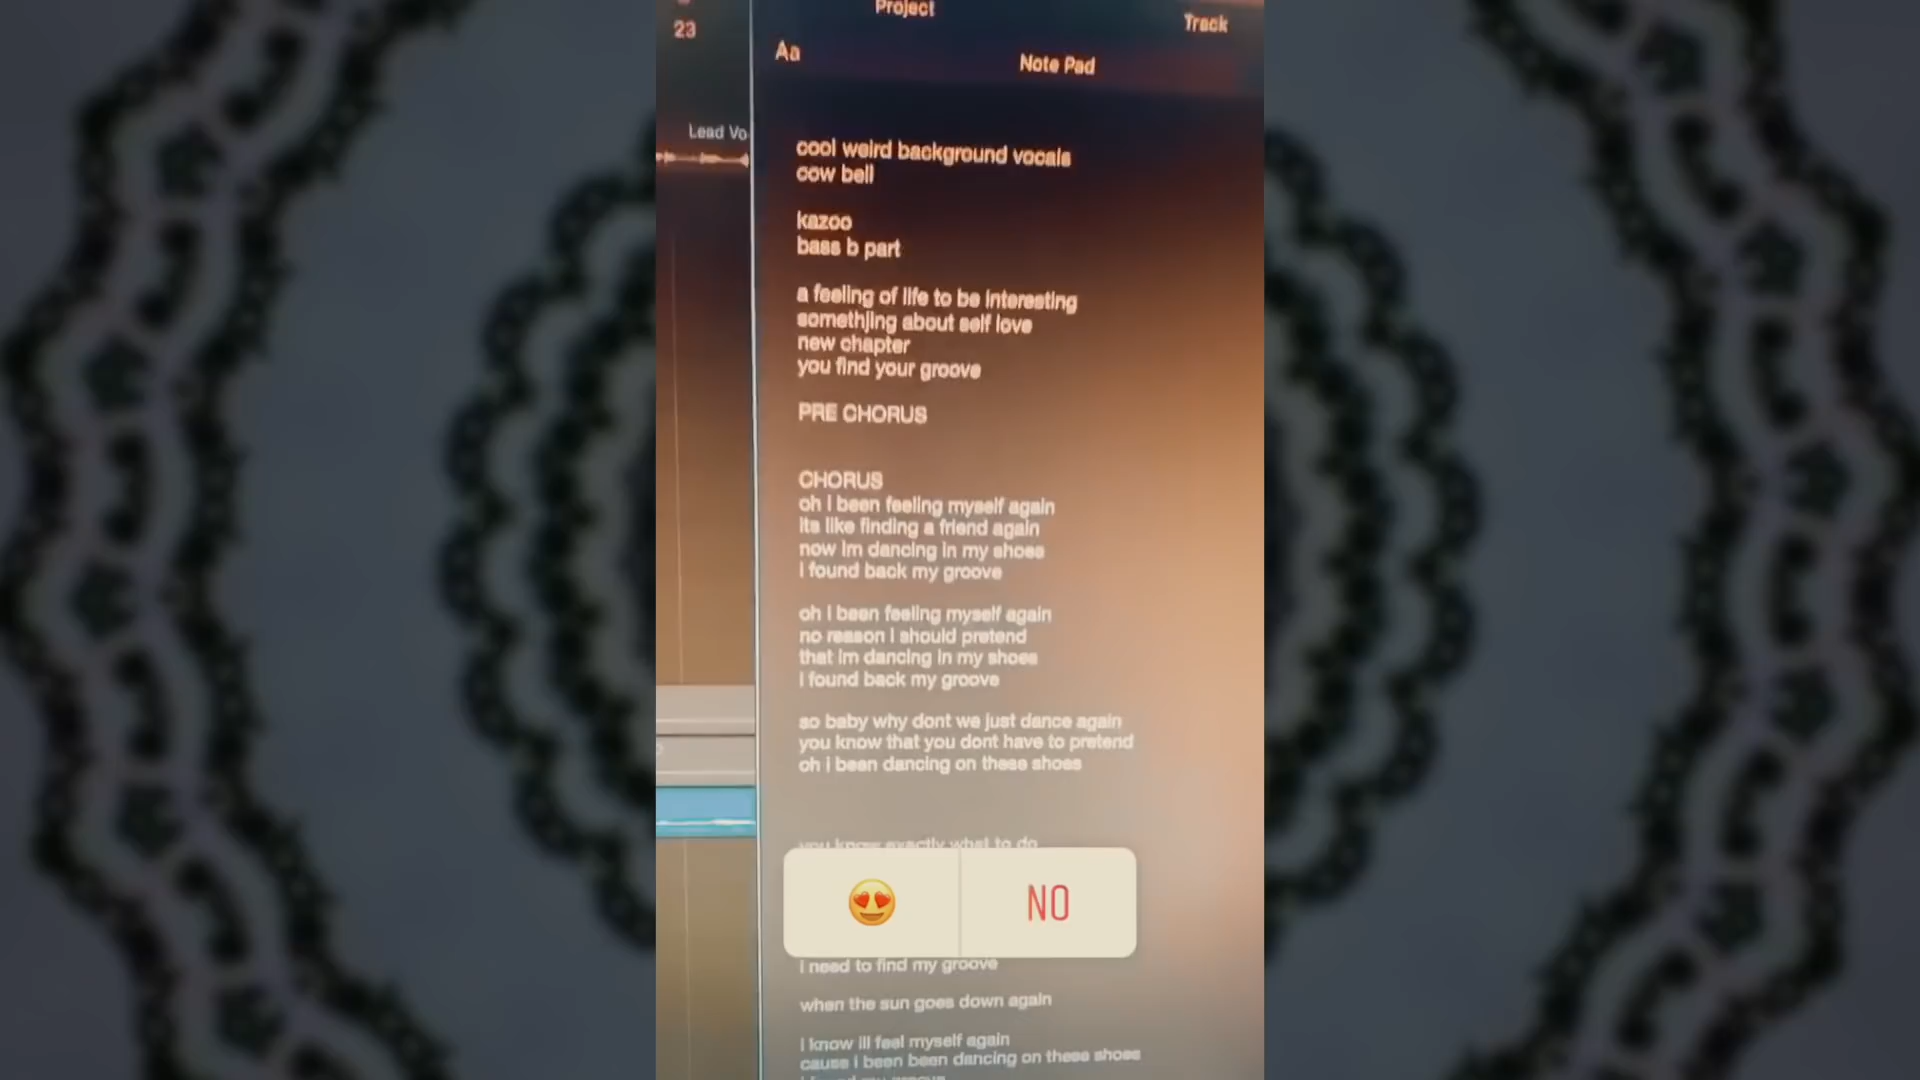 Project
Track
23
Aa
Note Pad
Lead Vo
cool weird background vocals
cow bell
kazoo
bass b part
a feeling of life to be interesting
somethjing about self love
new chapter
you find your groove
PRE CHORUS
CHORUS
oh i been feeling myself again
its like finding a friend again
now im dancing in my shoes
i found back my groove
oh i been feeling myself again
no reason i should pretend
that im dancing in my shoes
i found back my groove
so baby why dont we just dance again
you know that you dont have to pretend
oh i been dancing on these shoes
you know exactly what to do
NO
i need to find my groove
when the sun goes down again
I know ill feel myself again
cause i been been dancing on these shoes